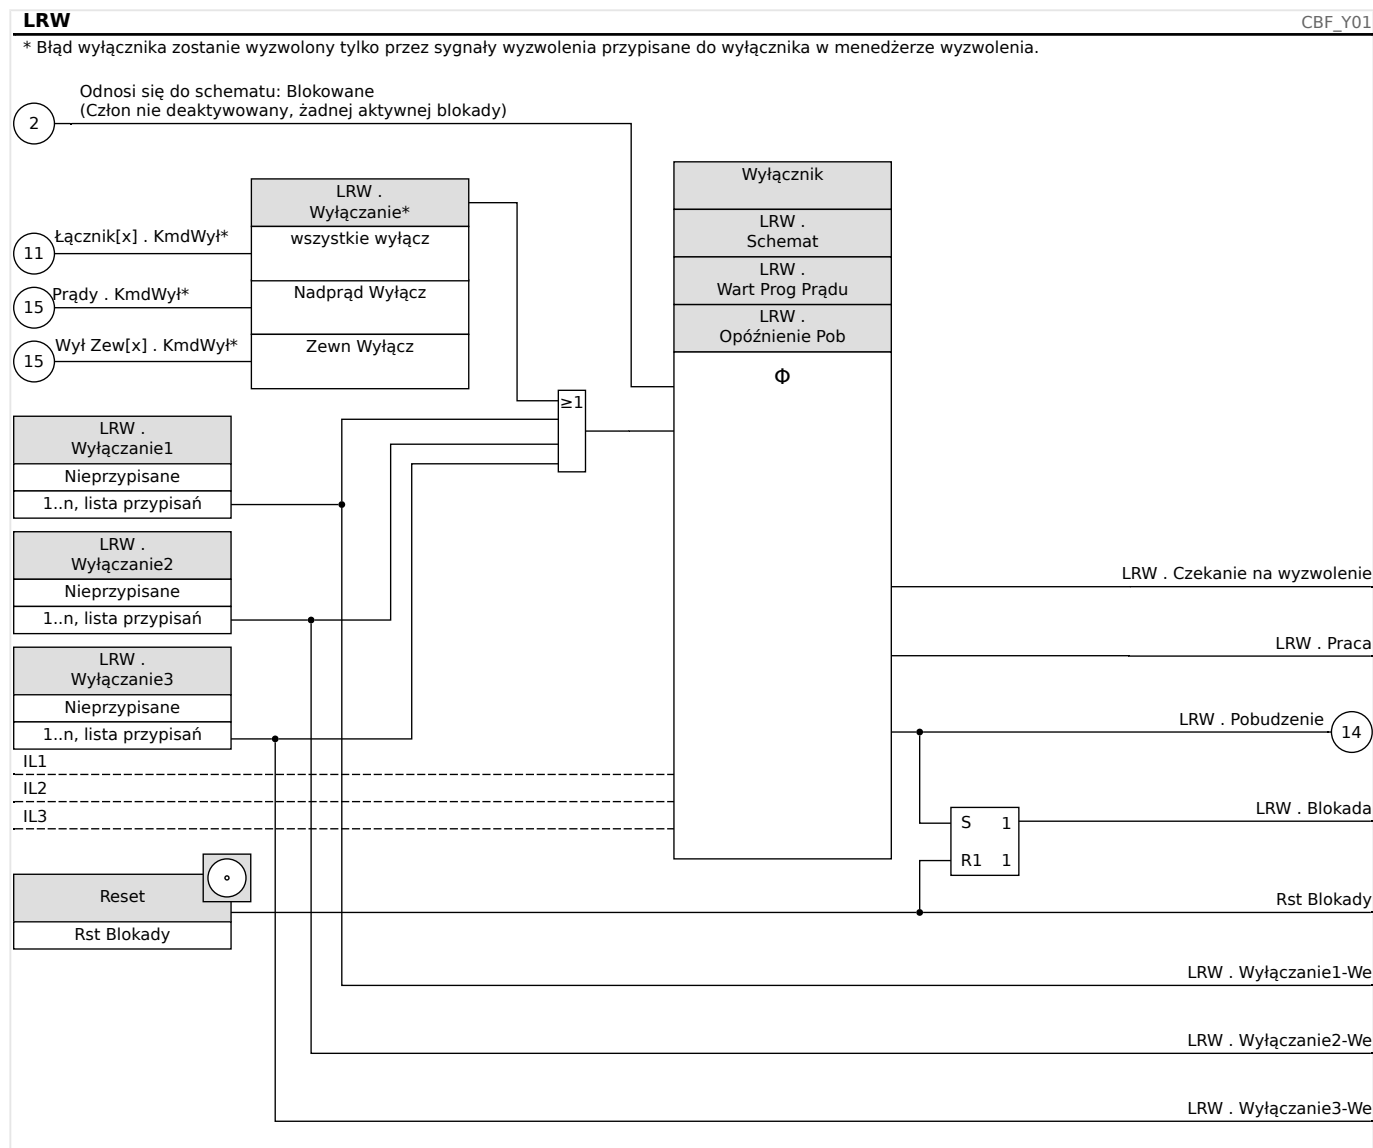 LRW
CBF_Y01
* Błąd wyłącznika zostanie wyzwolony tylko przez sygnały wyzwolenia przypisane do wyłącznika w menedżerze wyzwolenia.
Odnosi się do schematu: Blokowane
(Człon nie deaktywowany, żadnej aktywnej blokady)
2
LRW .
Wyłączanie*
wszystkie wyłącz
Nadprąd Wyłącz
Zewn Wyłącz
11
Łącznik[x] . KmdWył*
15
Prądy . KmdWył*
15
Wył Zew[x] . KmdWył*
Wyłącznik
LRW .
Schemat
LRW .
Wart Prog Prądu
LRW .
Opóźnienie Pob
Φ
≥1
LRW .
Wyłączanie1
Nieprzypisane
1..n, lista przypisań
LRW .
Wyłączanie2
Nieprzypisane
1..n, lista przypisań
LRW .
Wyłączanie3
Nieprzypisane
1..n, lista przypisań
IL1
IL2
IL3
LRW . Czekanie na wyzwolenie
LRW . Praca
LRW . Pobudzenie
14
S 1
R1 1
LRW . Blokada
Reset
Rst Blokady
Rst Blokady
LRW . Wyłączanie1-We
LRW . Wyłączanie2-We
LRW . Wyłączanie3-We